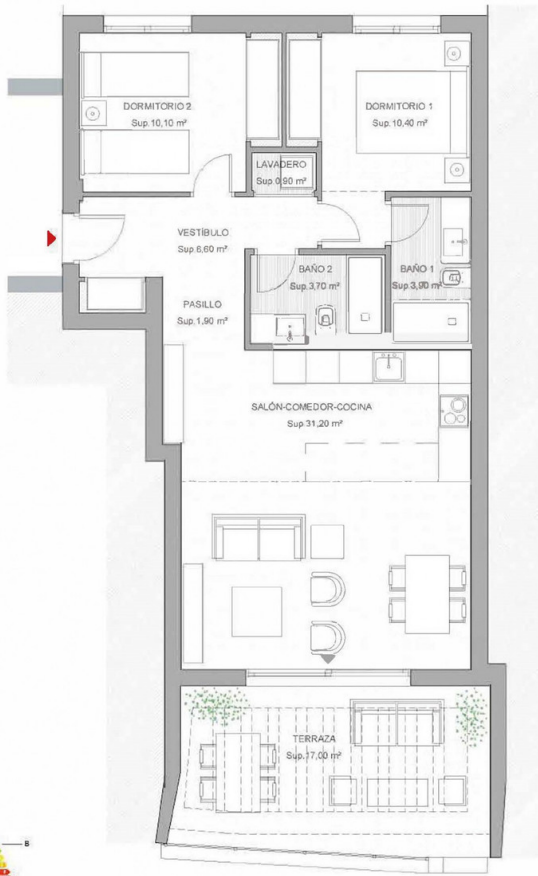 DORMITORIO 2
Sup.10,10 m²
DORMITORIO 1
Sup.10,40 m²
LAVADERO
Sup.0,90 m²
VESTÍBULO
Sup.6,60 m²
BAÑO 2
Sup.3,70 m²
BAÑO 1
Sup.3,90 m²
PASILLO
Sup.1,90 m²
SALÓN-COMEDOR-COCINA
Sup.31,20 m²
TERRAZA
Sup.17,00 m²
B